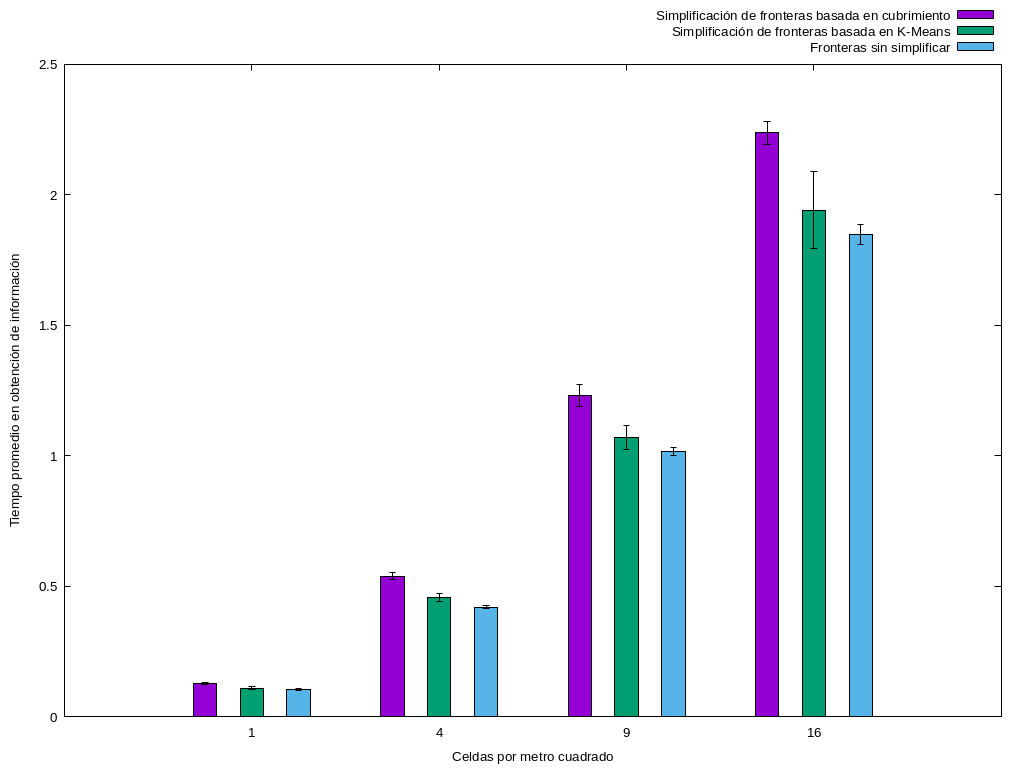 Simplificación de fronteras basada en cubrimiento
Simplificación de fronteras basada en K-Means
Fronteras sin simplificar
2.5
2
1.5
1
0.5
0
Tiempo promedio en obtención de información
1 4 9 16
Celdas por metro cuadrado